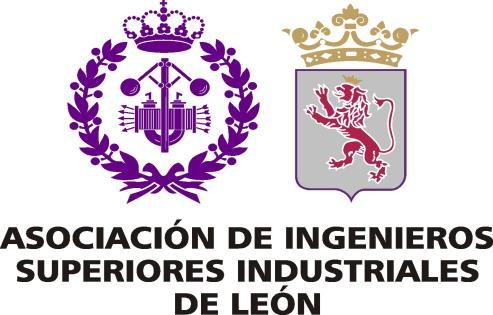 ASOCIACIÓN DE INGENIEROS
SUPERIORES INDUSTRIALES
DE LEÓN